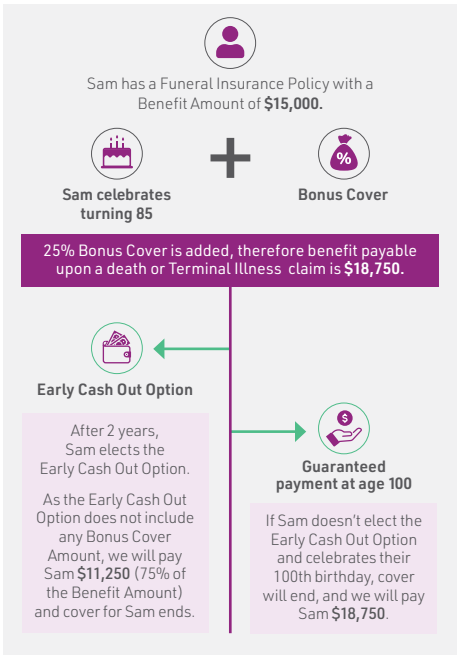 Sam has a Funeral Insurance Policy with a
Benefit Amount of $15,000.
Sam celebrates
turning 85
%
Bonus Cover
25% Bonus Cover is added, therefore benefit payable
upon a death or Terminal Illness claim is $18,750.
Early Cash Out Option
After 2 years,
Sam elects the
Early Cash Out Option.
As the Early Cash Out
Option does not include
any Bonus Cover
Amount, we will pay
Sam $11,250 (75% of
the Benefit Amount)
and cover for Sam ends.
$
Guaranteed
payment at age 100
If Sam doesn't elect the
Early Cash Out Option
and celebrates their
100th birthday, cover
will end, and we will pay
Sam $18,750.